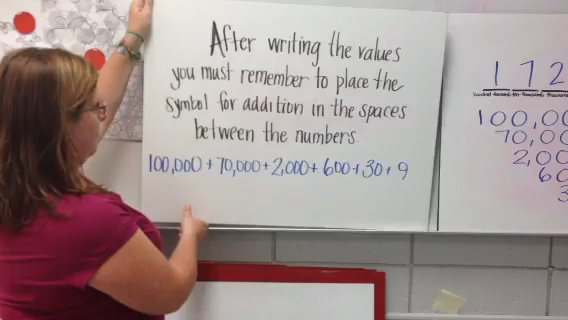 After writing the values
you must remember to place the
symbol for addition in the spaces
between the numbers.
100,000 + 70,000 + 2,000 + 600 + 30 + 9
1 7 2
100,00
70,00
2,00
60
3